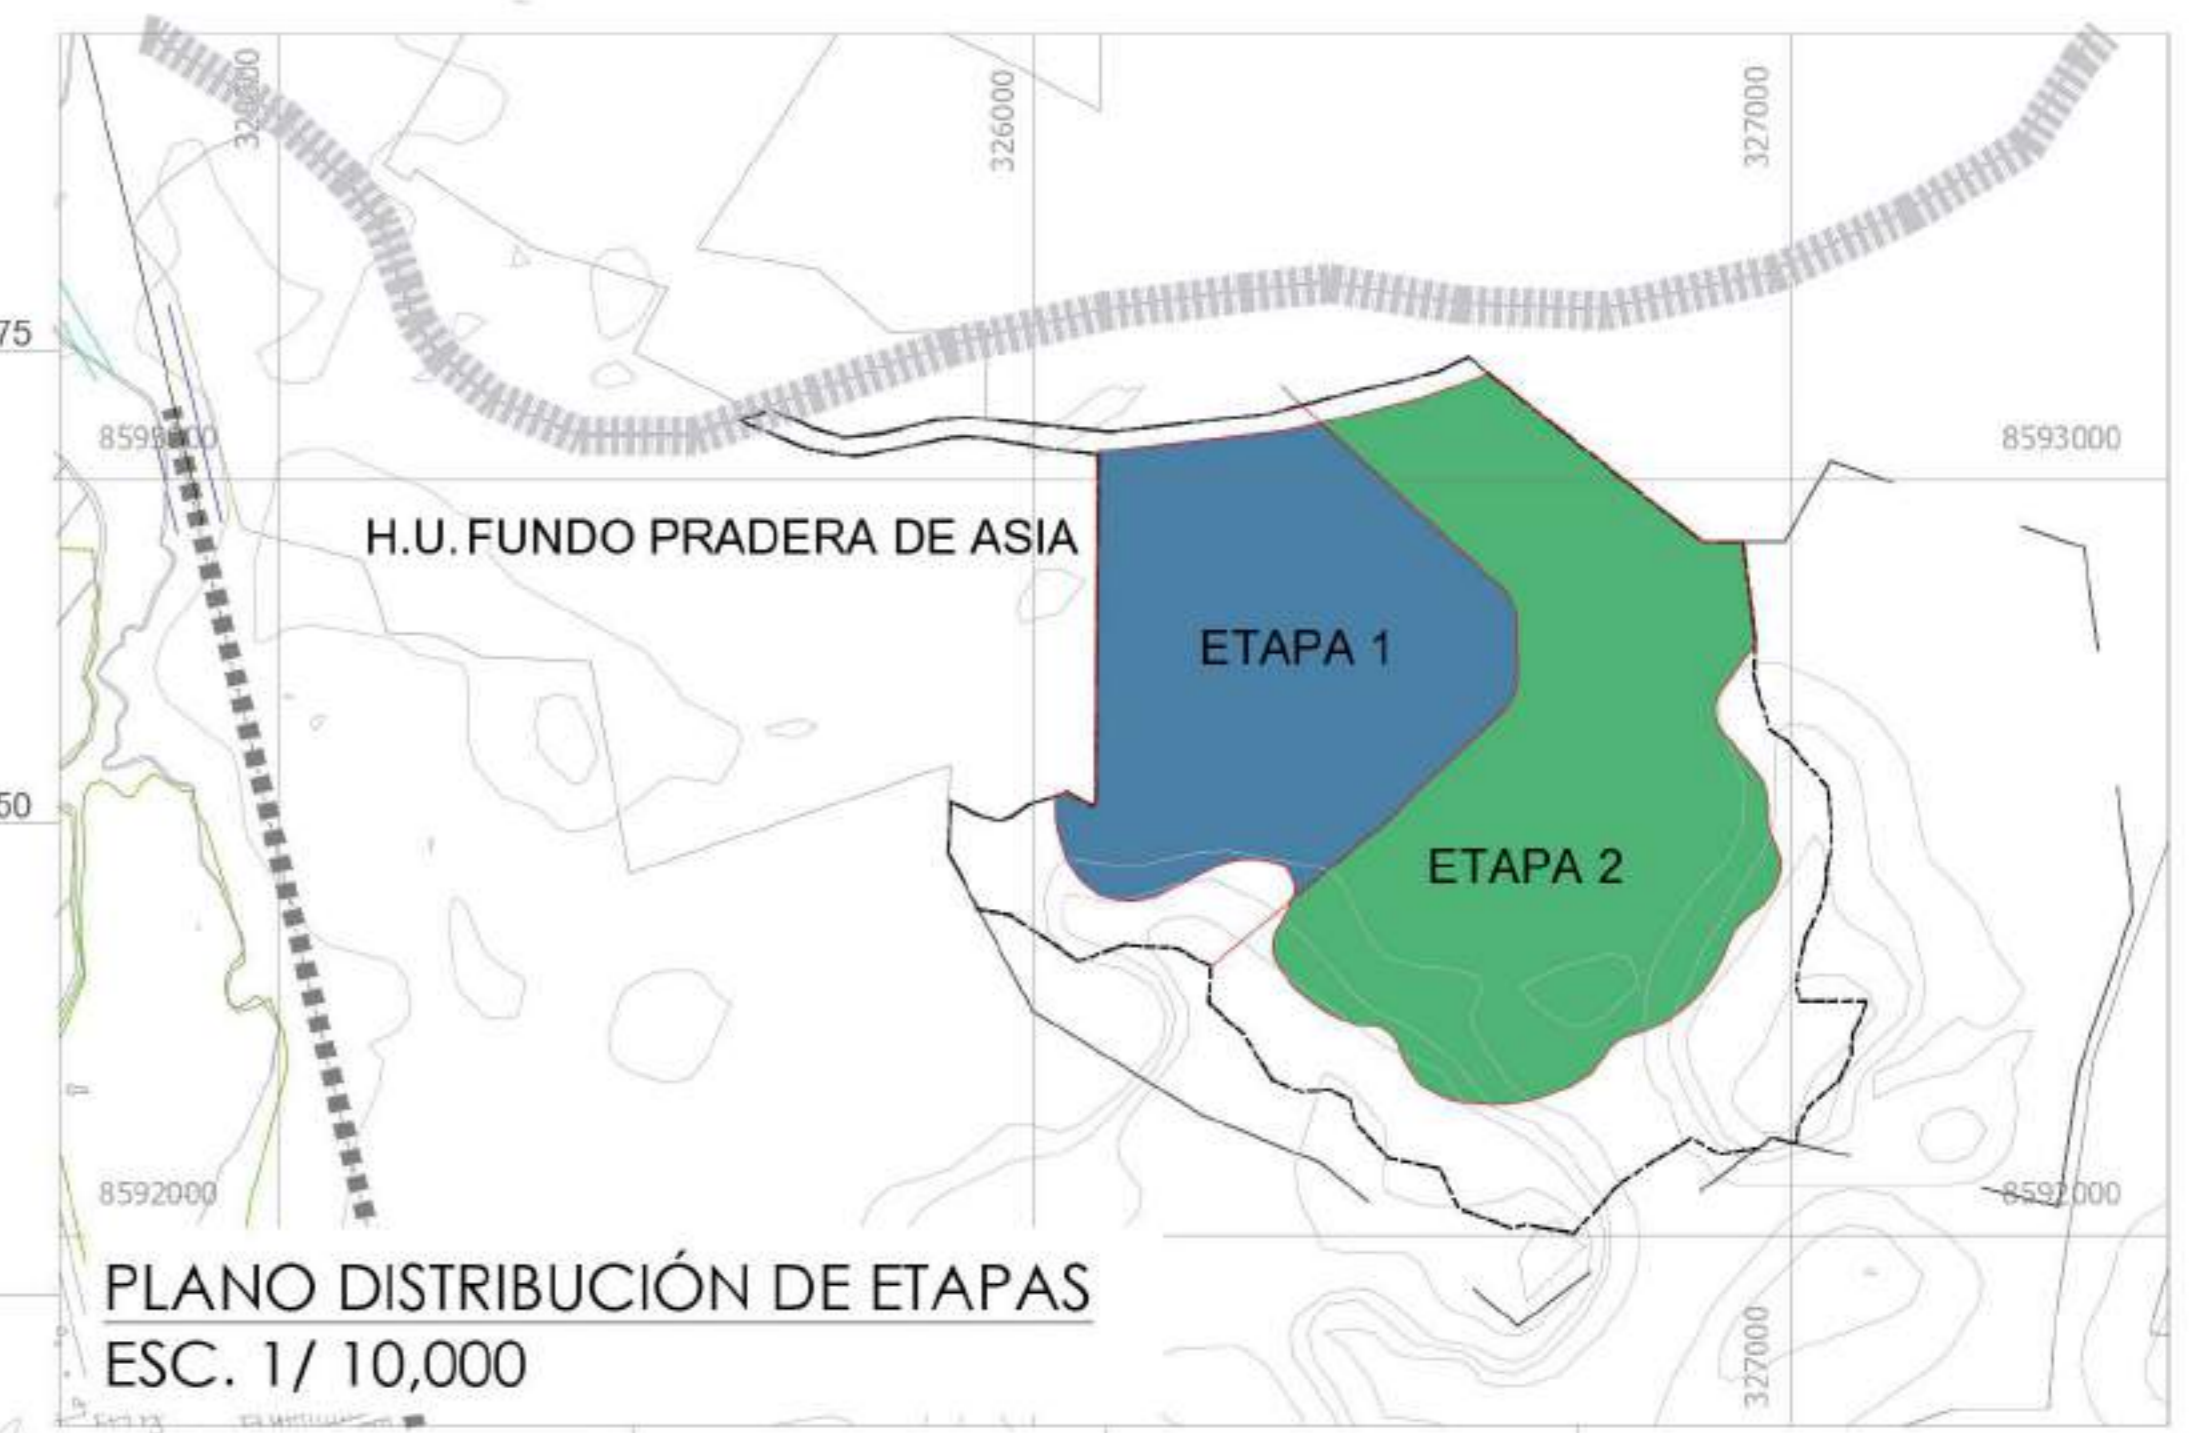 326000
327000
75
8593000
H.U. FUNDO PRADERA DE ASIA
ETAPA 1
50
ETAPA 2
8592000
8592000
PLANO DISTRIBUCIÓN DE ETAPAS
ESC. 1/ 10,000
327000